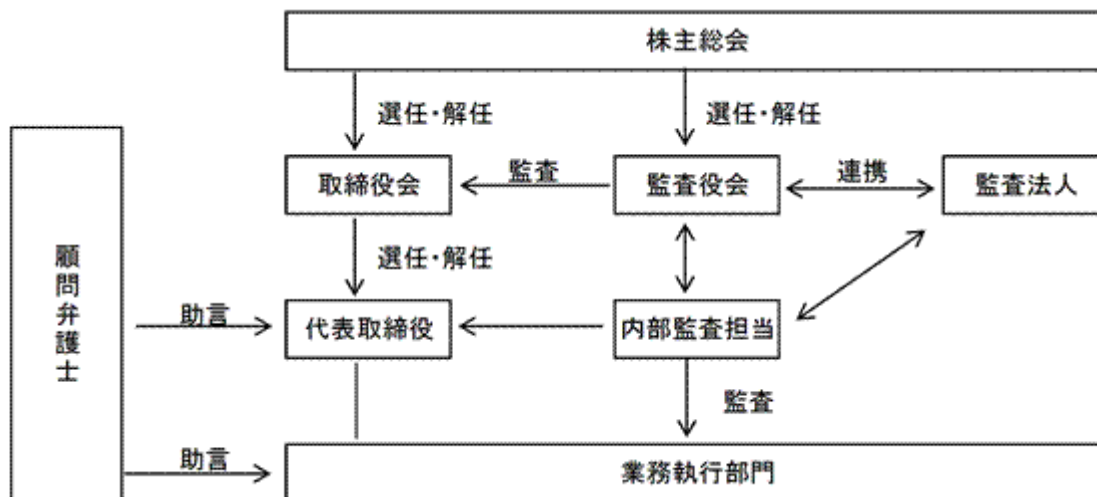 株主総会
選任・解任
選任・解任
取締役会
監査
監査役会
連携
監査法人
顧問弁護士
選任・解任
助言
代表取締役
内部監査担当
監査
助言
業務執行部門